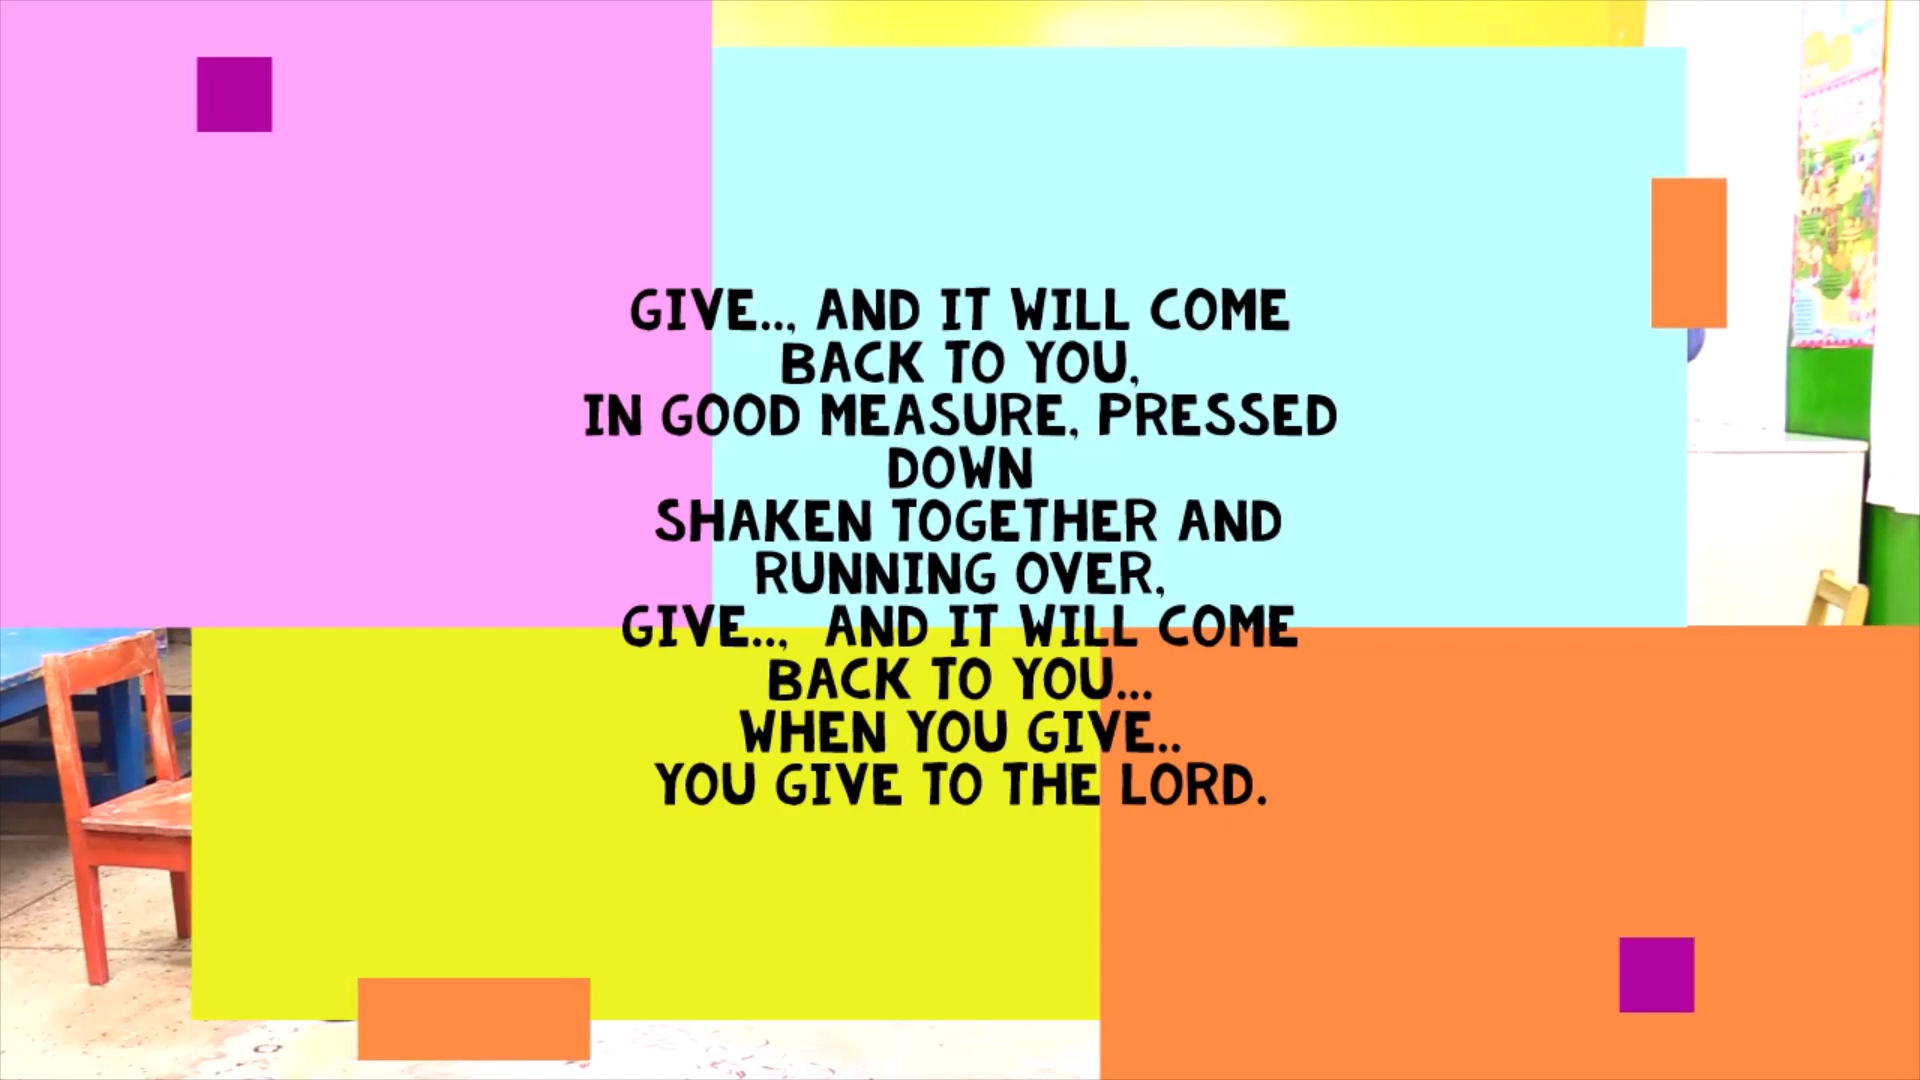 GIVE.., AND IT WILL COME
BACK TO YOU,
IN GOOD MEASURE, PRESSED
DOWN
SHAKEN TOGETHER AND
RUNNING OVER,
GIVE..,  AND IT WILL COME
BACK TO YOU...
WHEN YOU GIVE..
YOU GIVE TO THE LORD.